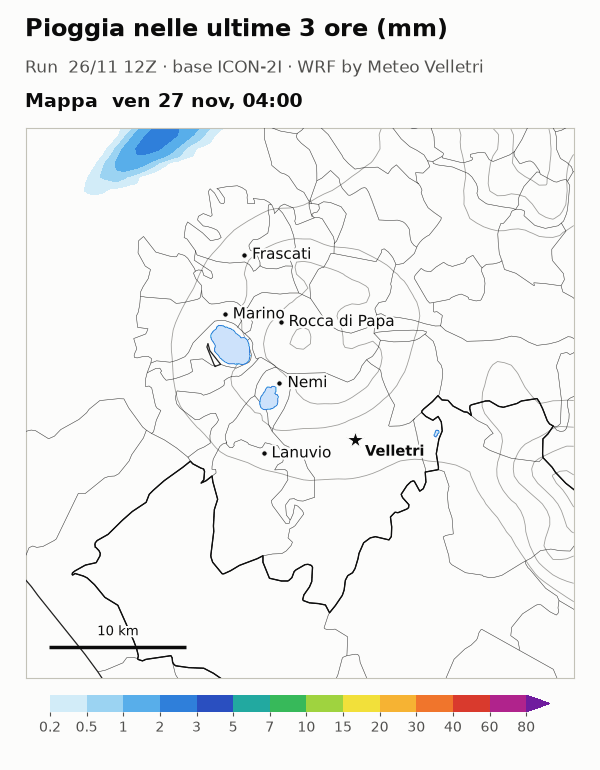 Pioggia nelle ultime 3 ore (mm)
Run  26/11 12Z · base ICON-2I · WRF by Meteo Velletri
Mappa  ven 27 nov, 04:00
Frascati
Marino
Rocca di Papa
Nemi
Velletri
Lanuvio
10 km
0.2 0.5 1 2 3 5 7 10 15 20 30 40 60 80